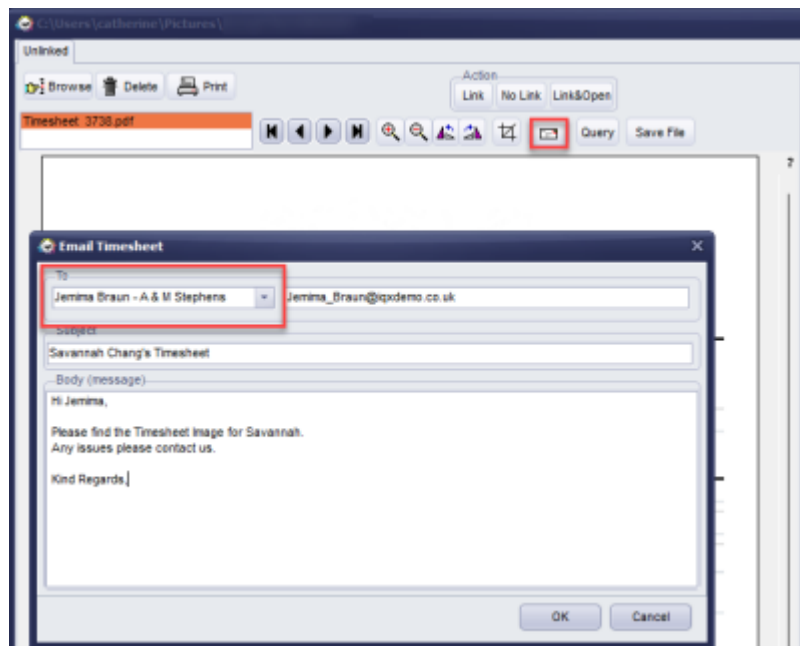 C:\Users\catherine\Pictures\
Unlinked
Browse Delete Print
Action
Link No Link Link&Open
Timesheet 3738.pdf
Query Save File
?
Email Timesheet
To
Jemima Braun - A & M Stephens
Jemima_Braun@iqxdemo.co.uk
Subject
Savannah Chang's Timesheet
Body (message)
Hi Jemima,
Please find the Timesheet Image for Savannah.
Any issues please contact us.
Kind Regards,
OK Cancel